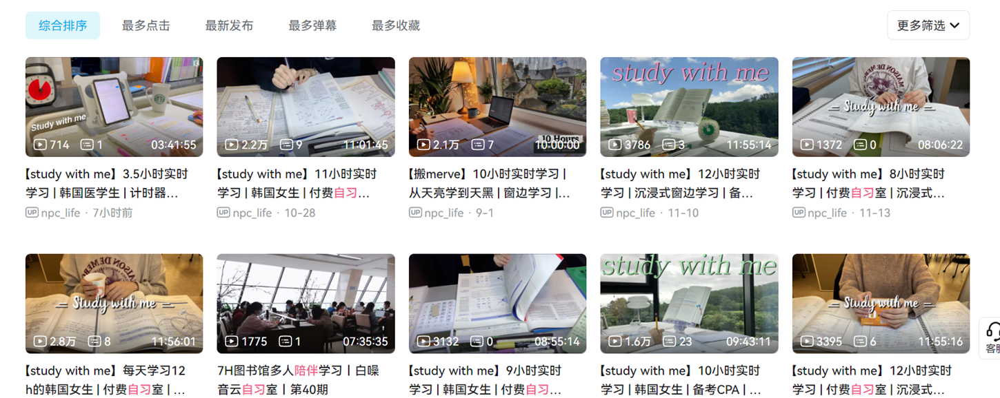 综合排序 最多点击 最新发布 最多弹幕 最多收藏 更多筛选
Study with me
714 1 03:41:55
2.2万 9 11:01:45
10 Hours
2.1万 7 10:00:00
study with me
3786 3 11:55:14
Study with me
1372 0 08:06:22
【study with me】3.5小时实时
学习 | 韩国医学生 | 计时器...
UP npc_life · 7小时前
【study with me】11小时实时
学习 | 韩国女生 | 付费自习...
UP npc_life · 10-28
【搬merve】10小时实时学习 |
从天亮学到天黑 | 窗边学习 |...
UP npc_life · 9-1
【study with me】12小时实时
学习 | 沉浸式窗边学习 | 备...
UP npc_life · 11-10
【study with me】8小时实时
学习 | 付费自习室 | 沉浸式...
UP npc_life · 11-13
Study with me
2.8万 8 11:56:01
1775 1 07:35:35
3132 0 08:55:14
study with me
1.6万 23 09:43:11
Study with me
3395 6 11:55:16
【study with me】每天学习12
h的韩国女生 | 付费自习室 | ...
7H图书馆多人陪伴学习丨白噪
音云自习室丨第40期
【study with me】9小时实时
学习 | 韩国女生 | 付费自习...
【study with me】10小时实时
学习 | 韩国女生 | 备考CPA | ...
【study with me】12小时实时
学习 | 付费自习室 | 沉浸式...